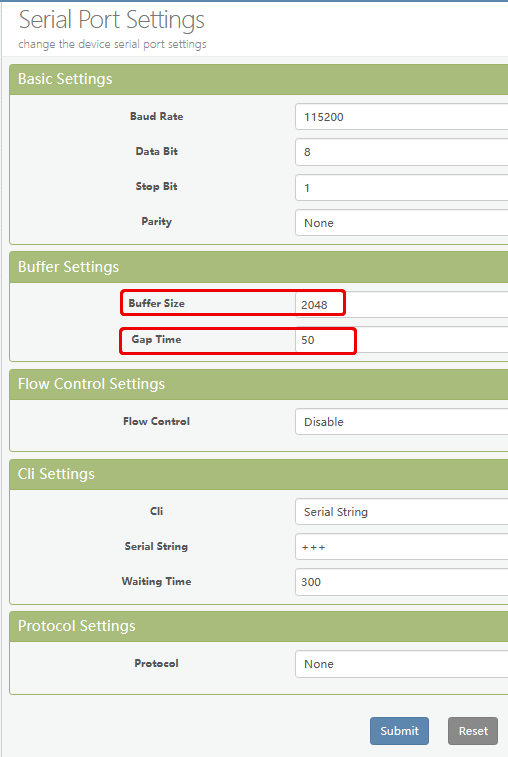 Serial Port Settings
change the device serial port settings
Basic Settings
Baud Rate 115200
Data Bit 8
Stop Bit 1
Parity None
Buffer Settings
Buffer Size 2048
Gap Time 50
Flow Control Settings
Flow Control Disable
Cli Settings
Cli Serial String
Serial String +++
Waiting Time 300
Protocol Settings
Protocol None
Submit Reset